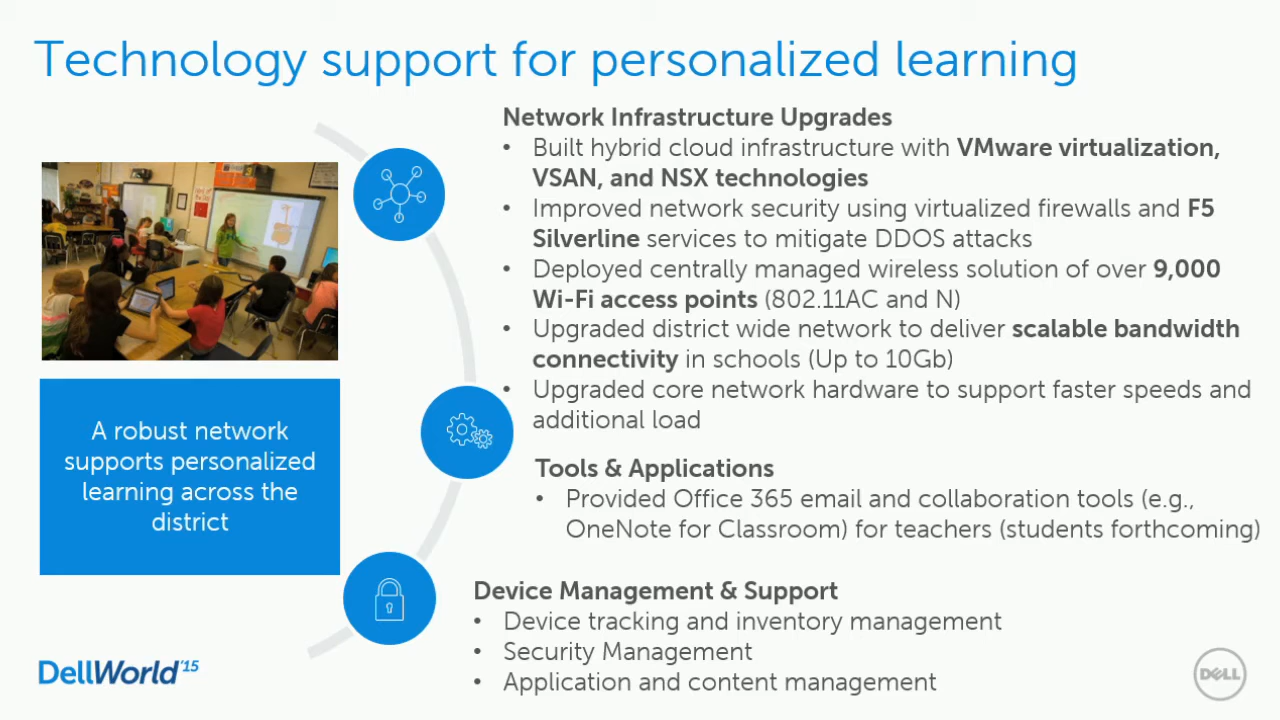 Technology support for personalized learning
Network Infrastructure Upgrades
• Built hybrid cloud infrastructure with VMware virtualization,
VSAN, and NSX technologies
• Improved network security using virtualized firewalls and F5
Silverline services to mitigate DDOS attacks
• Deployed centrally managed wireless solution of over 9,000
Wi-Fi access points (802.11AC and N)
• Upgraded district wide network to deliver scalable bandwidth
connectivity in schools (Up to 10Gb)
• Upgraded core network hardware to support faster speeds and
additional load
A robust network
supports personalized
learning across the
district
Tools & Applications
• Provided Office 365 email and collaboration tools (e.g.,
OneNote for Classroom) for teachers (students forthcoming)
Device Management & Support
• Device tracking and inventory management
• Security Management
• Application and content management
DellWorld'15
DELL